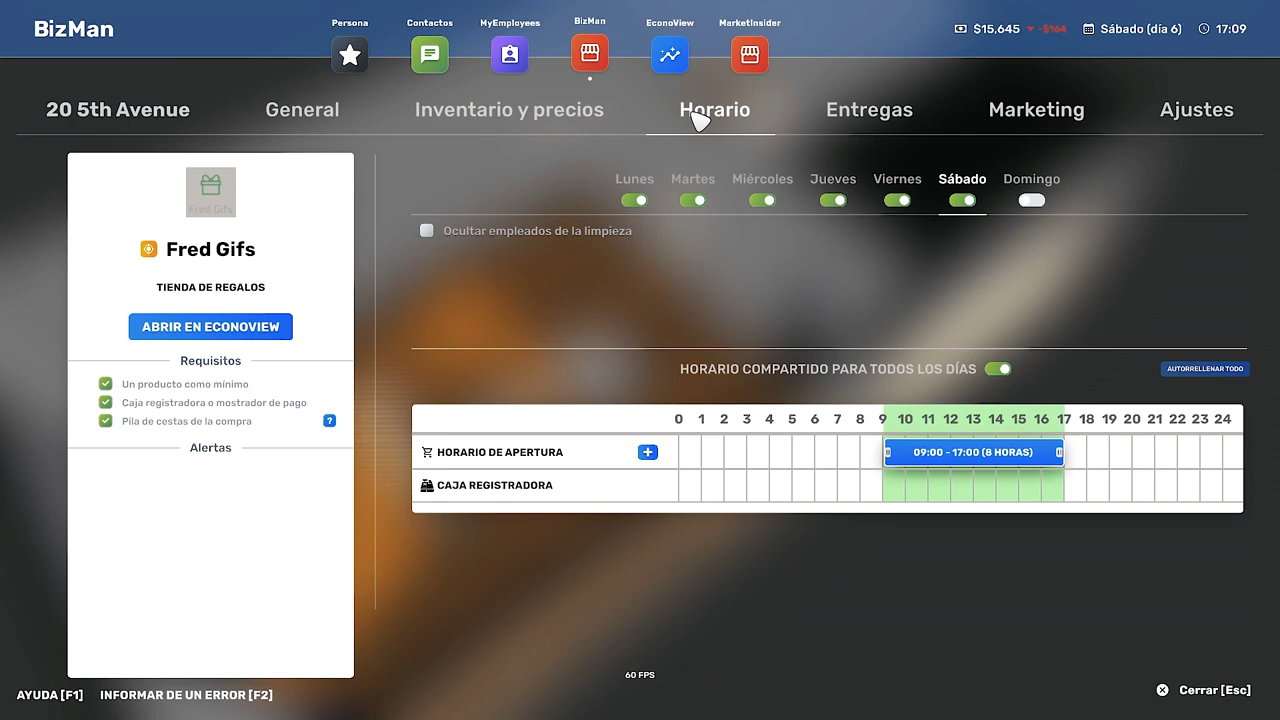 BizMan
Persona
Contactos
MyEmployees
BizMan
EconoView
MarketInsider
$15,645 -$164
Sábado (día 6)
17:09
20 5th Avenue
General
Inventario y precios
Horario
Entregas
Marketing
Ajustes
Fred Gifs
Fred Gifs
TIENDA DE REGALOS
ABRIR EN ECONOVIEW
Requisitos
Un producto como mínimo
Caja registradora o mostrador de pago
Pila de cestas de la compra ?
Alertas
Lunes Martes Miércoles Jueves Viernes Sábado Domingo
Ocultar empleados de la limpieza
HORARIO COMPARTIDO PARA TODOS LOS DÍAS
AUTORRELLENAR TODO
0 1 2 3 4 5 6 7 8 9 10 11 12 13 14 15 16 17 18 19 20 21 22 23 24
HORARIO DE APERTURA + 09:00 - 17:00 (8 HORAS)
CAJA REGISTRADORA
60 FPS
AYUDA [F1] INFORMAR DE UN ERROR [F2]
Cerrar [Esc]